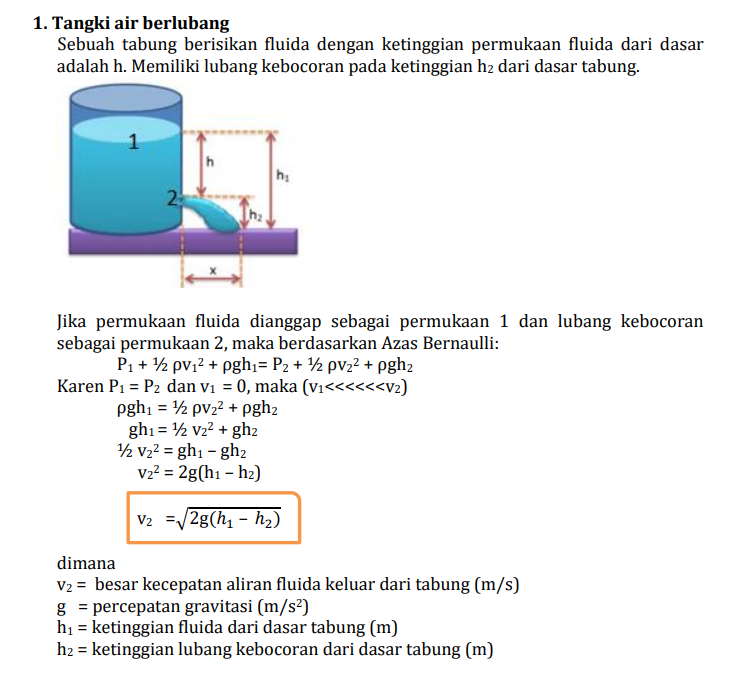 1. Tangki air berlubang
Sebuah tabung berisikan fluida dengan ketinggian permukaan fluida dari dasar
adalah h. Memiliki lubang kebocoran pada ketinggian h₂ dari dasar tabung.
1
h
h₁
2
h₂
x
Jika permukaan fluida dianggap sebagai permukaan 1 dan lubang kebocoran
sebagai permukaan 2, maka berdasarkan Azas Bernaulli:
P₁ + ½ ρv₁² + ρgh₁= P₂ + ½ ρv₂² + ρgh₂
Karen P₁ = P₂ dan v₁ = 0, maka (v₁<<<<<<v₂)
ρgh₁ = ½ ρv₂² + ρgh₂
gh₁ = ½ v₂² + gh₂
½ v₂² = gh₁ – gh₂
v₂² = 2g(h₁ – h₂)
v₂ =√2g(h₁ − h₂)
dimana
v₂ = besar kecepatan aliran fluida keluar dari tabung (m/s)
g = percepatan gravitasi (m/s²)
h₁ = ketinggian fluida dari dasar tabung (m)
h₂ = ketinggian lubang kebocoran dari dasar tabung (m)